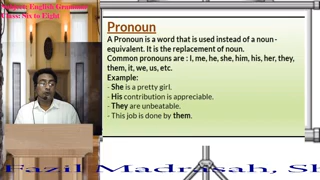 Subject: English Grammar
Class: Six to Eight
Pronoun
A Pronoun is a word that is used instead of a noun-
equivalent. It is the replacement of noun.
Common pronouns are : I, me, he, she, him, his, her, they,
them, it, we, us, etc.
Example:
- She is a pretty girl.
- His contribution is appreciable.
- They are unbeatable.
- This job is done by them.
Fazil Madrasah, Sh